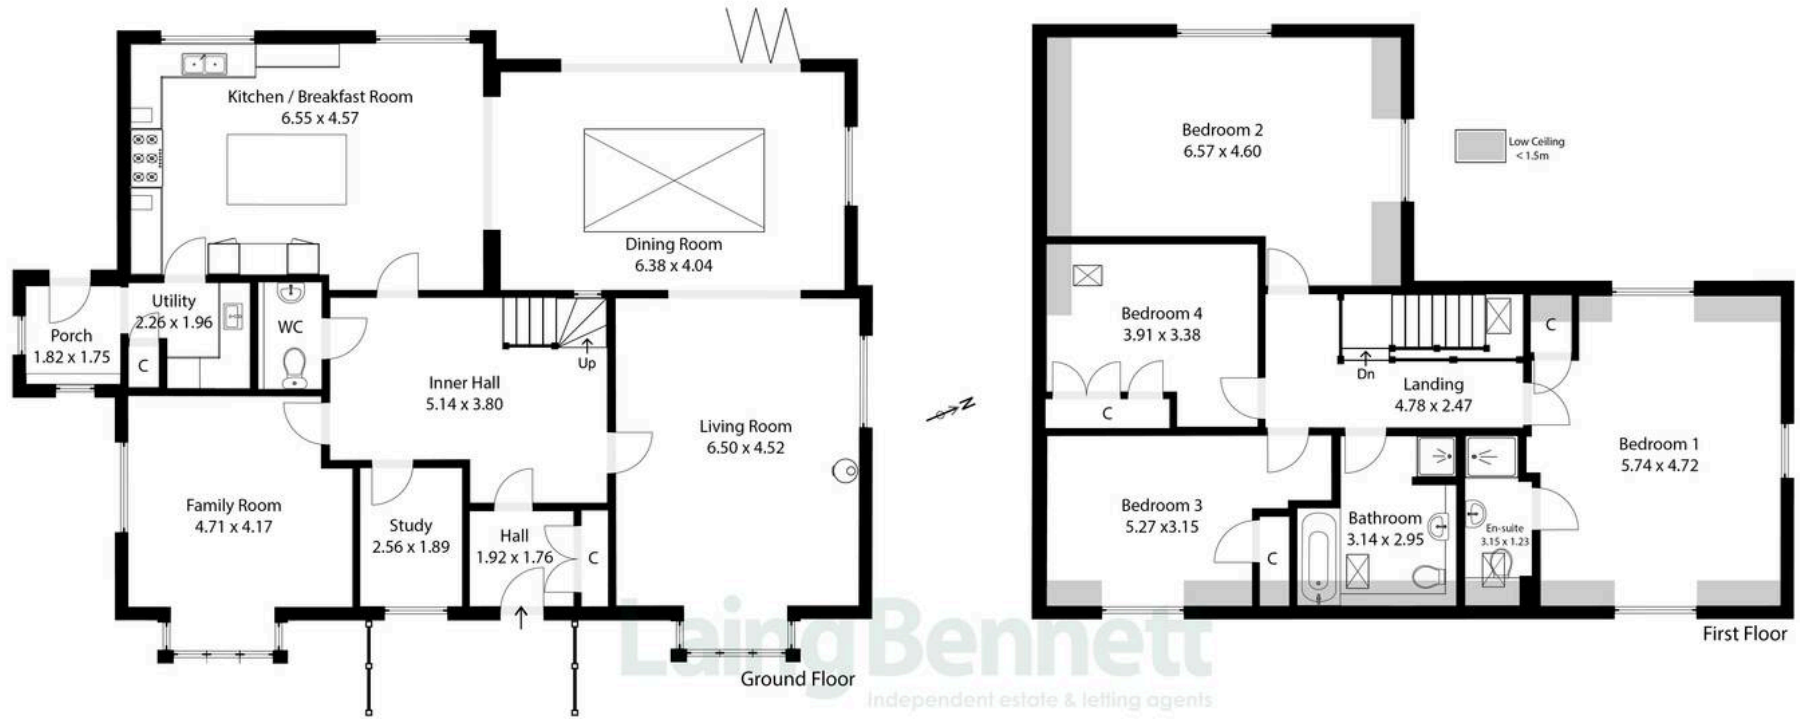 Kitchen / Breakfast Room
6.55 x 4.57
Dining Room
6.38 x 4.04
Utility
2.26 x 1.96
Porch
1.82 x 1.75
C
WC
Up
Inner Hall
5.14 x 3.80
Living Room
6.50 x 4.52
Family Room
4.71 x 4.17
Study
2.56 x 1.89
Hall
1.92 x 1.76
C
Ground Floor
N
Bedroom 2
6.57 x 4.60
Low Ceiling
< 1.5m
Bedroom 4
3.91 x 3.38
C
C
Dn
Landing
4.78 x 2.47
Bedroom 1
5.74 x 4.72
Bedroom 3
5.27 x3.15
C
Bathroom
3.14 x 2.95
En-suite
3.15 x 1.23
First Floor
Laing Bennett
Independent estate & letting agents